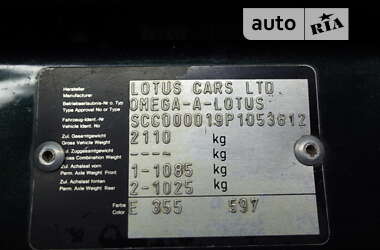 auto RIA
Hersteller LOTUS CARS LTD
Manufacturer
Betriebserlaubnis-Nr o. Typ OMEGA-A-LOTUS
Type Approval No or Type
Fahrzeug-Ident.-Nr SCC000019P1053612
Vehicle Ident. No
Zul. Gesamtgewicht 2110 kg
Gross Vehicle Weight
Zul. Zuggesamtgewicht ---- kg
Gross Combination Weight
Zul. Achslast vorn 1-1085 kg
Perm. Axle Weight Front
Zul. Achslast hinten 2-1025 kg
Perm. Axle Weight Rear
Farbe E 355 597
Color